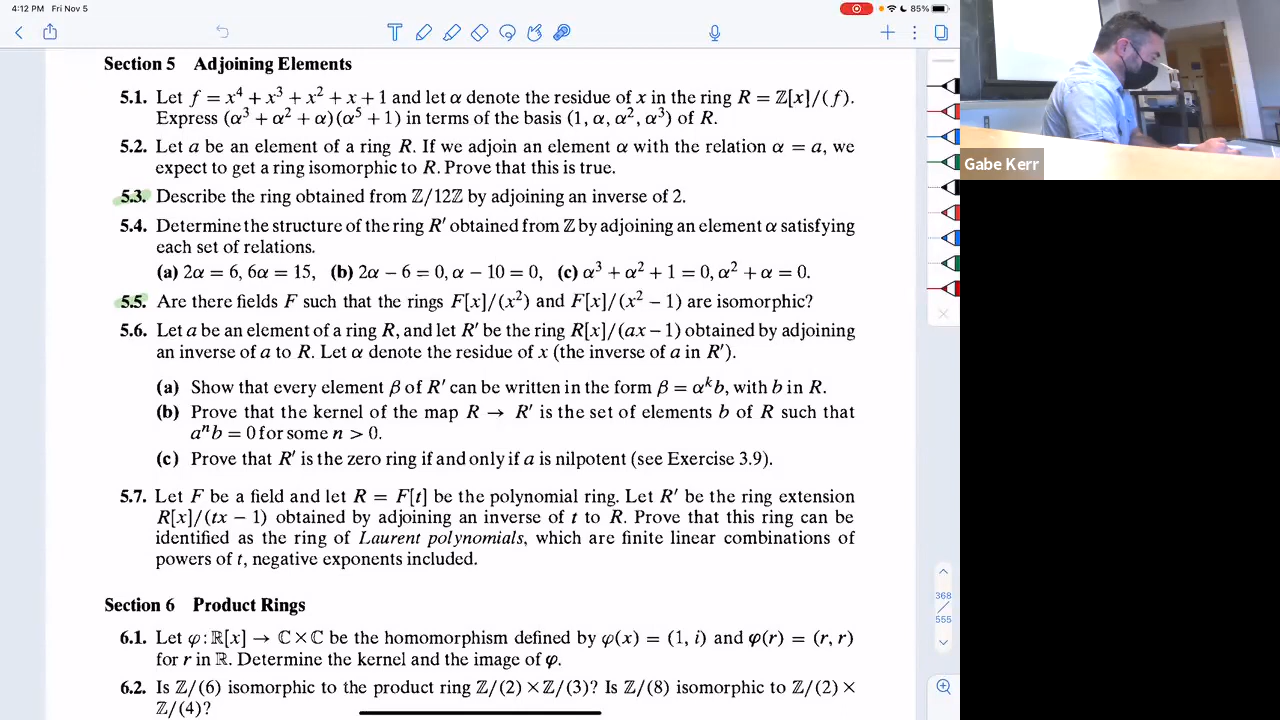 4:12 PM Fri Nov 5
85%
Section 5 Adjoining Elements
5.1. Let f = x⁴ + x³ + x² + x + 1 and let α denote the residue of x in the ring R = ℤ[x]/(f).
Express (α³ + α² + α)(α⁵ + 1) in terms of the basis (1, α, α², α³) of R.
5.2. Let a be an element of a ring R. If we adjoin an element α with the relation α = a, we
expect to get a ring isomorphic to R. Prove that this is true.
5.3. Describe the ring obtained from ℤ/12ℤ by adjoining an inverse of 2.
5.4. Determine the structure of the ring R′ obtained from ℤ by adjoining an element α satisfying
each set of relations.
(a) 2α = 6, 6α = 15, (b) 2α − 6 = 0, α − 10 = 0, (c) α³ + α² + 1 = 0, α² + α = 0.
5.5. Are there fields F such that the rings F[x]/(x²) and F[x]/(x² − 1) are isomorphic?
5.6. Let a be an element of a ring R, and let R′ be the ring R[x]/(ax − 1) obtained by adjoining
an inverse of a to R. Let α denote the residue of x (the inverse of a in R′).
(a) Show that every element β of R′ can be written in the form β = αᵏb, with b in R.
(b) Prove that the kernel of the map R → R′ is the set of elements b of R such that
aⁿb = 0 for some n > 0.
(c) Prove that R′ is the zero ring if and only if a is nilpotent (see Exercise 3.9).
5.7. Let F be a field and let R = F[t] be the polynomial ring. Let R′ be the ring extension
R[x]/(tx − 1) obtained by adjoining an inverse of t to R. Prove that this ring can be
identified as the ring of Laurent polynomials, which are finite linear combinations of
powers of t, negative exponents included.
Section 6 Product Rings
6.1. Let φ: ℝ[x] → ℂ×ℂ be the homomorphism defined by φ(x) = (1, i) and φ(r) = (r, r)
for r in ℝ. Determine the kernel and the image of φ.
6.2. Is ℤ/(6) isomorphic to the product ring ℤ/(2) × ℤ/(3)? Is ℤ/(8) isomorphic to ℤ/(2) ×
ℤ/(4)?
368
/
555
Gabe Kerr